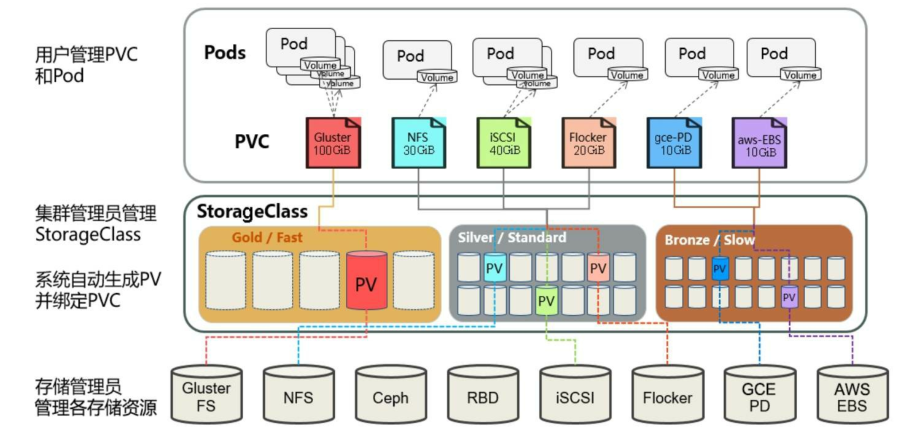 用户管理PVC
和Pod
Pods
Pod
Volume
Volume
Volume
Pod
Volume
Pod
Volume
Volume
Pod
Volume
Pod
Volume
Pod
Volume
PVC
Gluster
100GiB
NFS
30GiB
iSCSI
40GiB
Flocker
20GiB
gce-PD
10GiB
aws-EBS
10GiB
集群管理员管理
StorageClass
系统自动生成PV
并绑定PVC
StorageClass
Gold / Fast
PV
Silver / Standard
PV
PV
PV
Bronze / Slow
PV
PV
存储管理员
管理各存储资源
Gluster
FS
NFS
Ceph
RBD
iSCSI
Flocker
GCE
PD
AWS
EBS